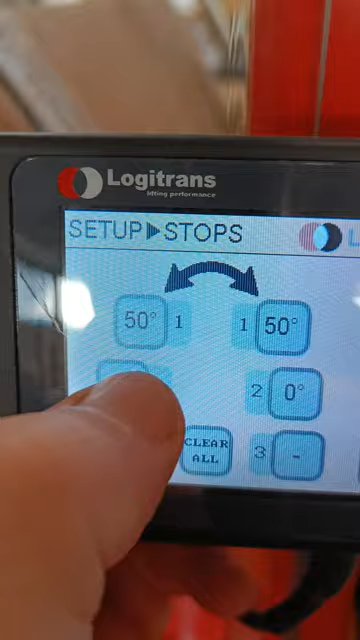 Logitrans
lifting performance
SETUP▶STOPS
50° 1 1 50°
2 0°
CLEAR
ALL
3 -